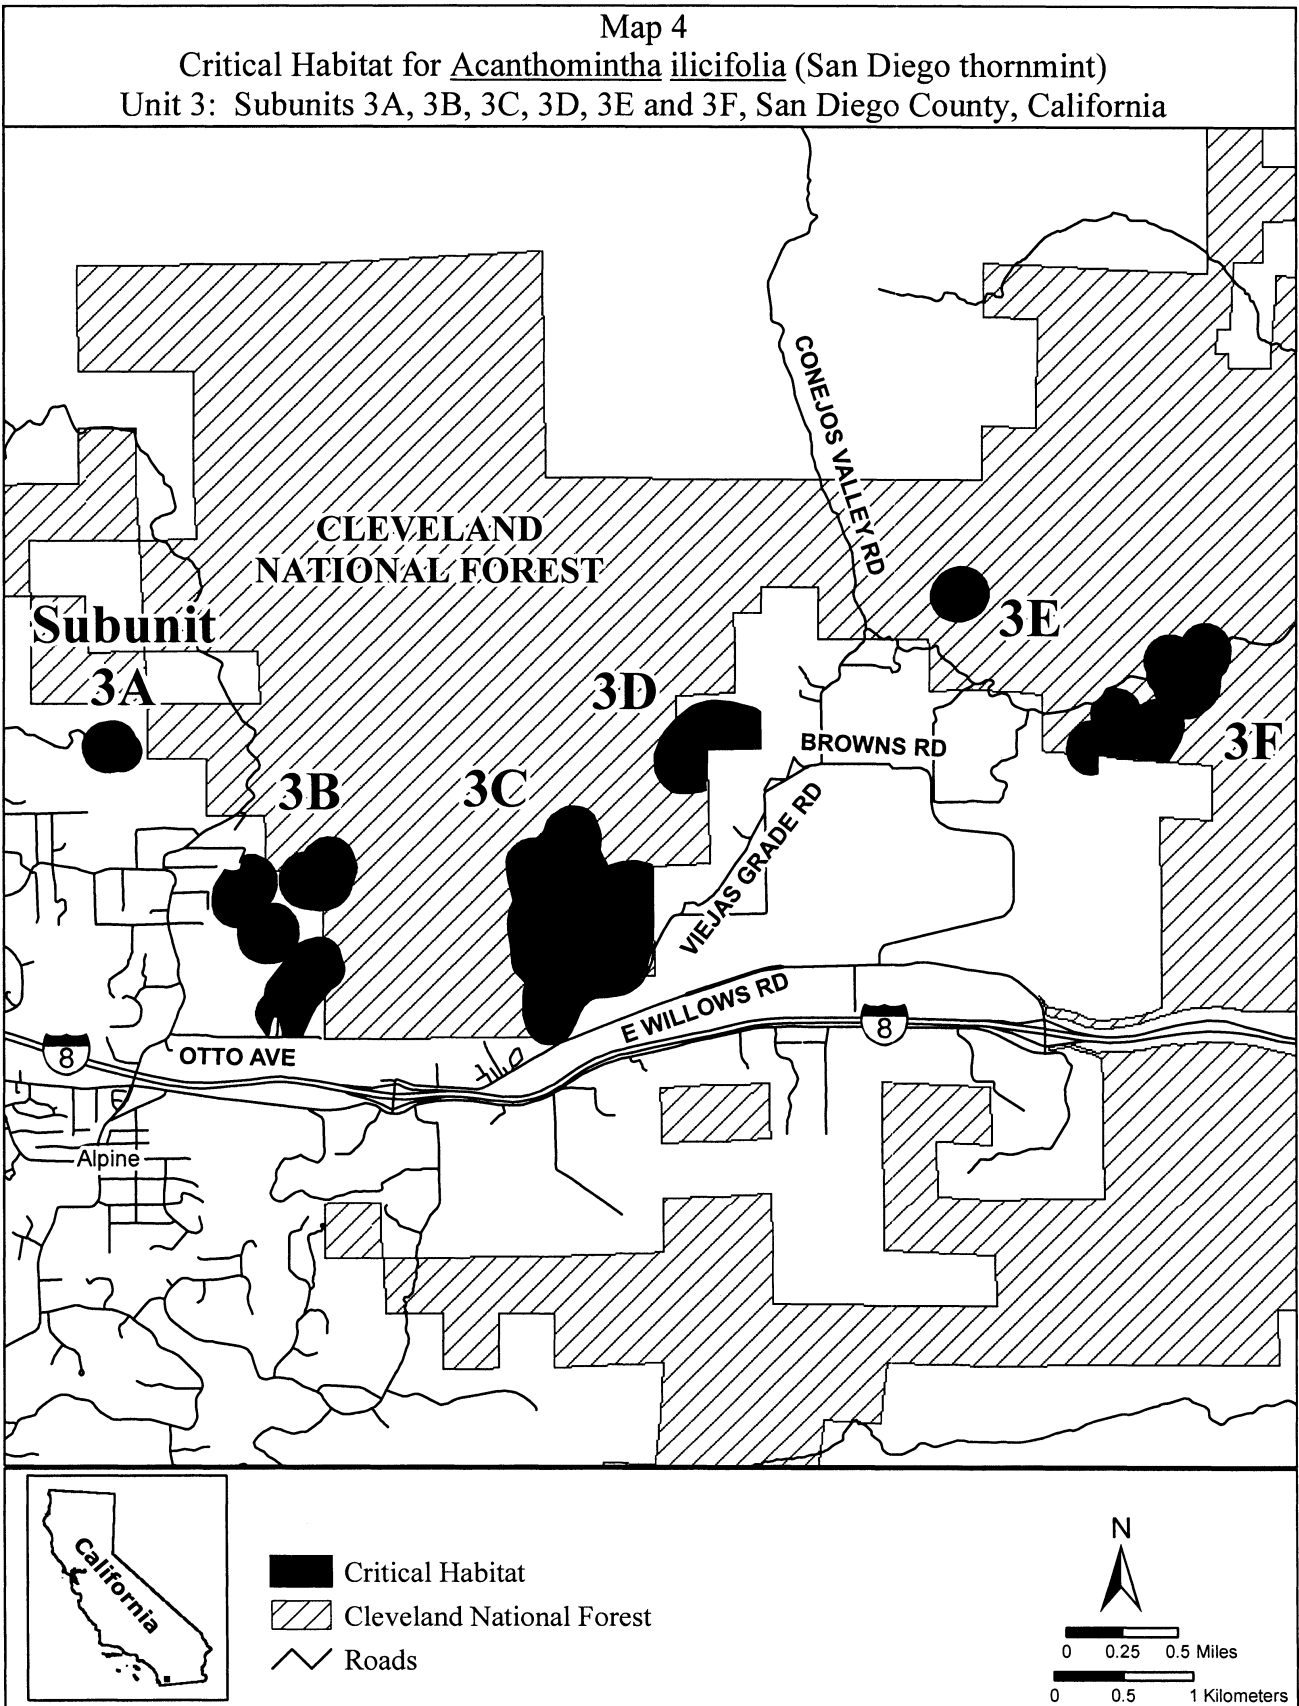 Map 4
Critical Habitat for Acanthomintha ilicifolia (San Diego thornmint)
Unit 3: Subunits 3A, 3B, 3C, 3D, 3E and 3F, San Diego County, California
CONEJOS VALLEY RD
CLEVELAND
NATIONAL FOREST
Subunit
3A
3E
3D
3F
BROWNS RD
3B
3C
VIEJAS GRADE RD
E WILLOWS RD
8
8
OTTO AVE
Alpine
California
Critical Habitat
Cleveland National Forest
Roads
N
0 0.25 0.5 Miles
0 0.5 1 Kilometers